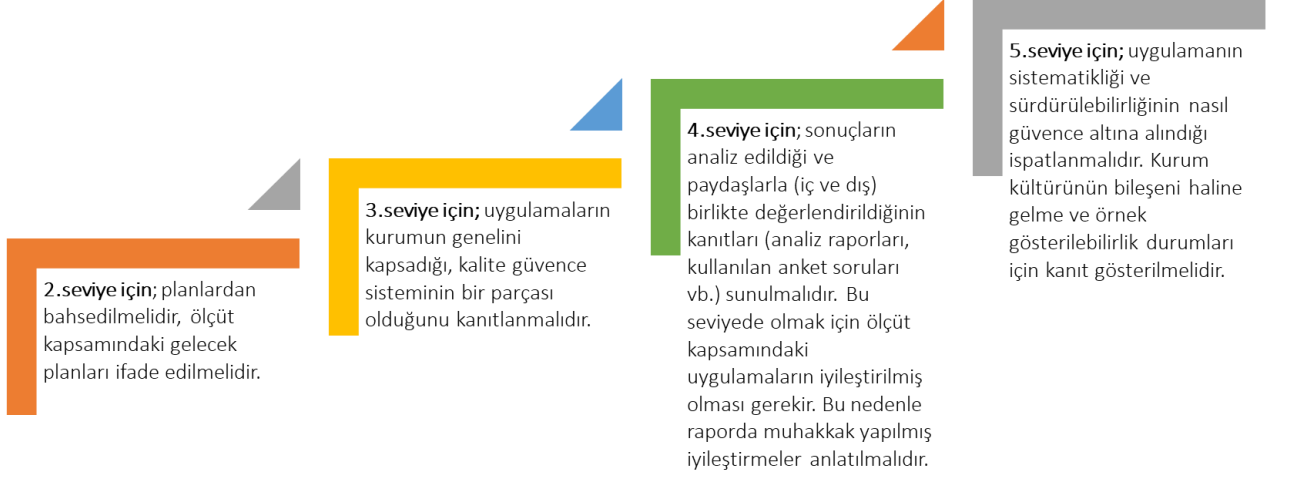 2.seviye için; planlardan
bahsedilmelidir, ölçüt
kapsamındaki gelecek
planları ifade edilmelidir.
3.seviye için; uygulamaların
kurumun genelini
kapsadığı, kalite güvence
sisteminin bir parçası
olduğunu kanıtlanmalıdır.
4.seviye için; sonuçların
analiz edildiği ve
paydaşlarla (iç ve dış)
birlikte değerlendirildiğinin
kanıtları (analiz raporları,
kullanılan anket soruları
vb.) sunulmalıdır. Bu
seviyede olmak için ölçüt
kapsamındaki
uygulamaların iyileştirilmiş
olması gerekir. Bu nedenle
raporda muhakkak yapılmış
iyileştirmeler anlatılmalıdır.
5.seviye için; uygulamanın
sistematikliği ve
sürdürülebilirliğinin nasıl
güvence altına alındığı
ispatlanmalıdır. Kurum
kültürünün bileşeni haline
gelme ve örnek
gösterilebilirlik durumları
için kanıt gösterilmelidir.